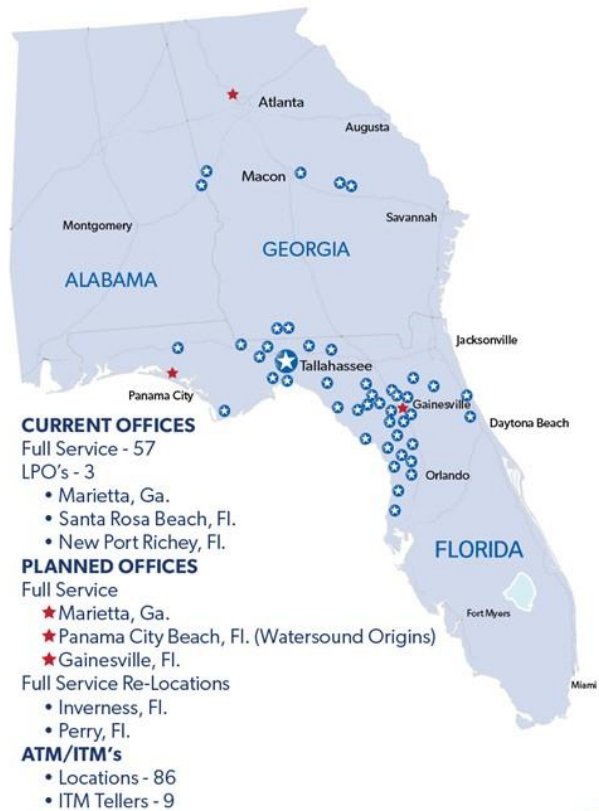 Atlanta
Augusta
Macon
Savannah
Montgomery
GEORGIA
ALABAMA
Jacksonville
Tallahassee
Panama City
Gainesville
Daytona Beach
Orlando
FLORIDA
Fort Myers
Miami
CURRENT OFFICES
Full Service - 57
LPO's - 3
• Marietta, Ga.
• Santa Rosa Beach, Fl.
• New Port Richey, Fl.
PLANNED OFFICES
Full Service
★ Marietta, Ga.
★ Panama City Beach, Fl. (Watersound Origins)
★ Gainesville, Fl.
Full Service Re-Locations
• Inverness, Fl.
• Perry, Fl.
ATM/ITM's
• Locations - 86
• ITM Tellers - 9